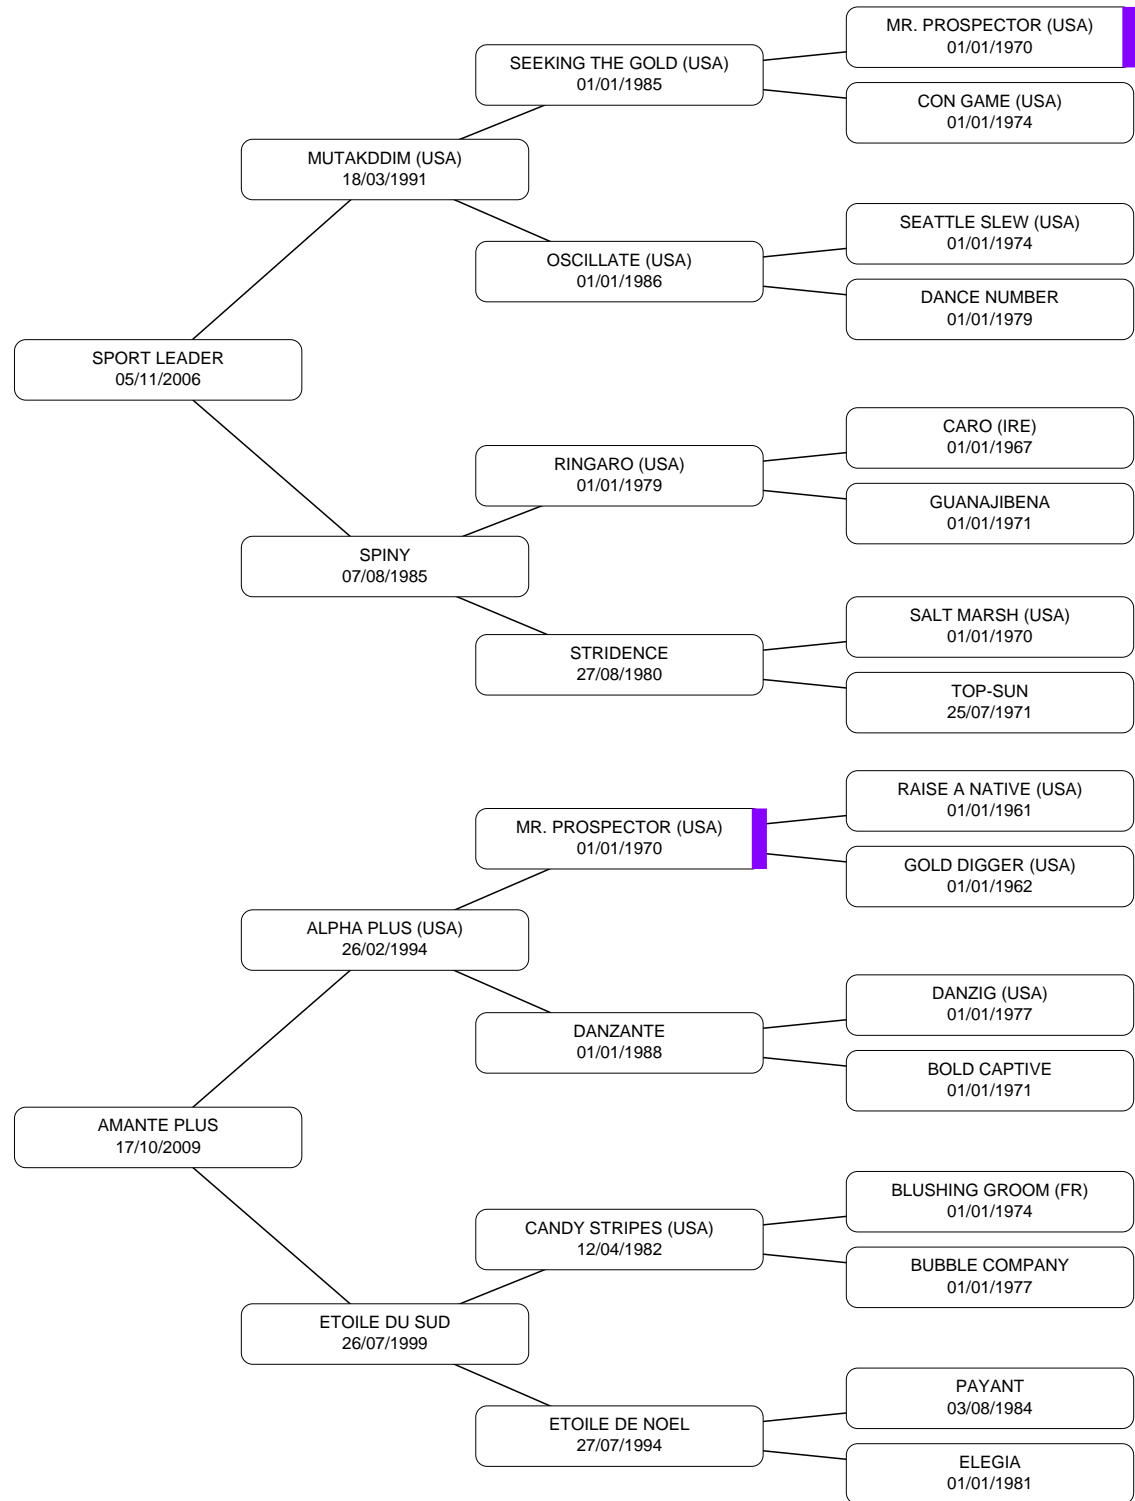 MR. PROSPECTOR (USA)
01/01/1970
SEEKING THE GOLD (USA)
01/01/1985
CON GAME (USA)
01/01/1974
MUTAKDDIM (USA)
18/03/1991
SEATTLE SLEW (USA)
01/01/1974
OSCILLATE (USA)
01/01/1986
DANCE NUMBER
01/01/1979
SPORT LEADER
05/11/2006
CARO (IRE)
01/01/1967
RINGARO (USA)
01/01/1979
GUANAJIBENA
01/01/1971
SPINY
07/08/1985
SALT MARSH (USA)
01/01/1970
STRIDENCE
27/08/1980
TOP-SUN
25/07/1971
RAISE A NATIVE (USA)
01/01/1961
MR. PROSPECTOR (USA)
01/01/1970
GOLD DIGGER (USA)
01/01/1962
ALPHA PLUS (USA)
26/02/1994
DANZIG (USA)
01/01/1977
DANZANTE
01/01/1988
BOLD CAPTIVE
01/01/1971
AMANTE PLUS
17/10/2009
BLUSHING GROOM (FR)
01/01/1974
CANDY STRIPES (USA)
12/04/1982
BUBBLE COMPANY
01/01/1977
ETOILE DU SUD
26/07/1999
PAYANT
03/08/1984
ETOILE DE NOEL
27/07/1994
ELEGIA
01/01/1981